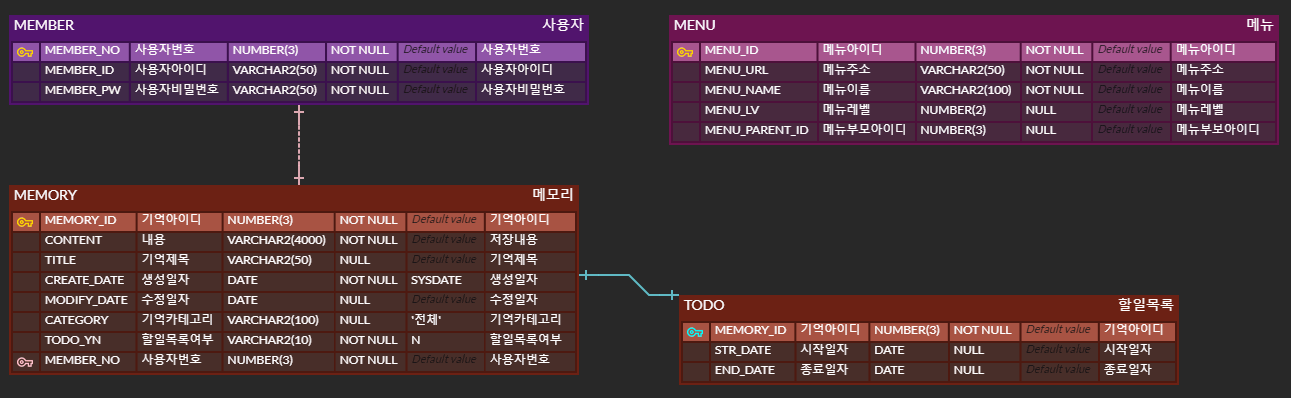 MEMBER 사용자
MEMBER_NO 사용자번호 NUMBER(3) NOT NULL Default value 사용자번호
MEMBER_ID 사용자아이디 VARCHAR2(50) NOT NULL Default value 사용자아이디
MEMBER_PW 사용자비밀번호 VARCHAR2(50) NOT NULL Default value 사용자비밀번호
MENU 메뉴
MENU_ID 메뉴아이디 NUMBER(3) NOT NULL Default value 메뉴아이디
MENU_URL 메뉴주소 VARCHAR2(50) NOT NULL Default value 메뉴주소
MENU_NAME 메뉴이름 VARCHAR2(100) NOT NULL Default value 메뉴이름
MENU_LV 메뉴레벨 NUMBER(2) NULL Default value 메뉴레벨
MENU_PARENT_ID 메뉴부모아이디 NUMBER(3) NULL Default value 메뉴부보아이디
MEMORY 메모리
MEMORY_ID 기억아이디 NUMBER(3) NOT NULL Default value 기억아이디
CONTENT 내용 VARCHAR2(4000) NOT NULL Default value 저장내용
TITLE 기억제목 VARCHAR2(50) NULL Default value 기억제목
CREATE_DATE 생성일자 DATE NOT NULL SYSDATE 생성일자
MODIFY_DATE 수정일자 DATE NULL Default value 수정일자
CATEGORY 기억카테고리 VARCHAR2(100) NULL '전체' 기억카테고리
TODO_YN 할일목록여부 VARCHAR2(10) NOT NULL N 할일목록여부
MEMBER_NO 사용자번호 NUMBER(3) NOT NULL Default value 사용자번호
TODO 할일목록
MEMORY_ID 기억아이디 NUMBER(3) NOT NULL Default value 기억아이디
STR_DATE 시작일자 DATE NULL Default value 시작일자
END_DATE 종료일자 DATE NULL Default value 종료일자